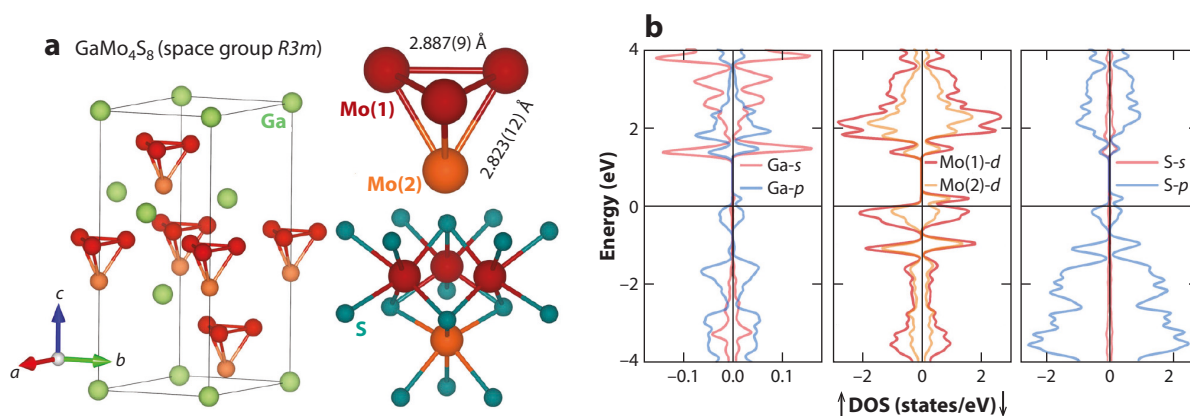 a GaMo₄S₈ (space group R3m)
Ga
c
a
b
2.887(9) Å
Mo(1)
2.823(12) Å
Mo(2)
S
b
Energy (eV)
4
2
0
−2
−4
Ga-s
Ga-p
Mo(1)-d
Mo(2)-d
S-s
S-p
−0.1 0.0 0.1
−2 0 2
−2 0 2
↑DOS (states/eV)↓